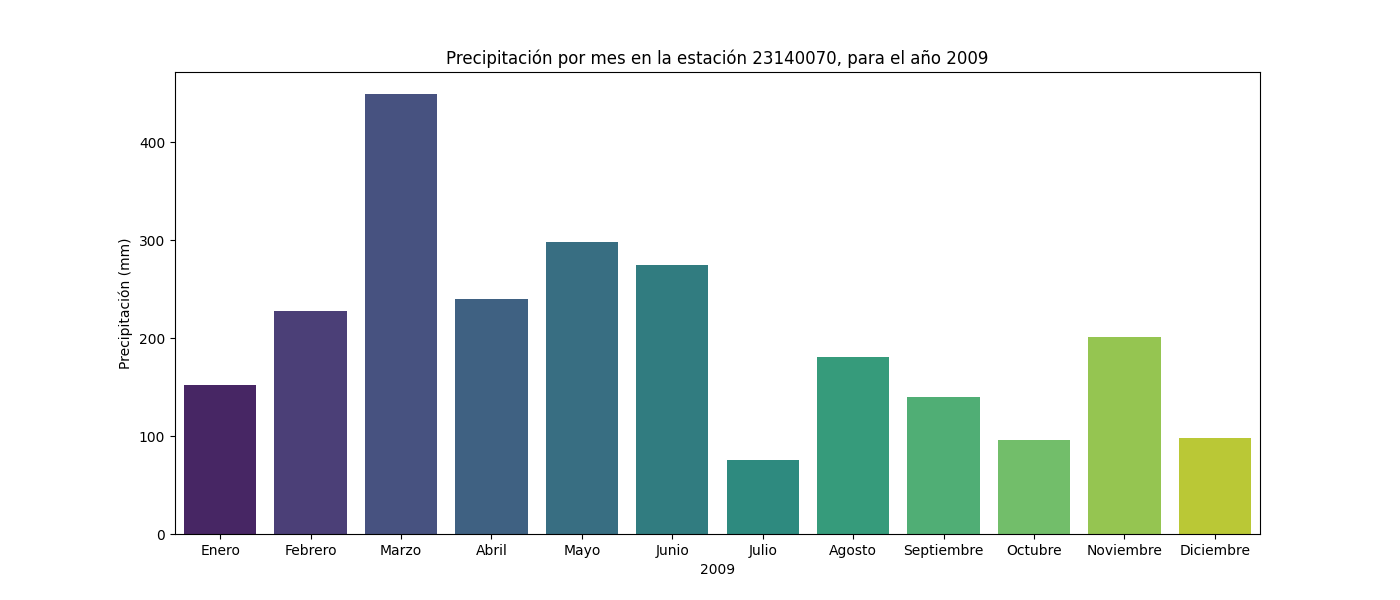 Precipitación por mes en la estación 23140070, para el año 2009
Precipitación (mm)
400
300
200
100
0
Enero Febrero Marzo Abril Mayo Junio Julio Agosto Septiembre Octubre Noviembre Diciembre
2009